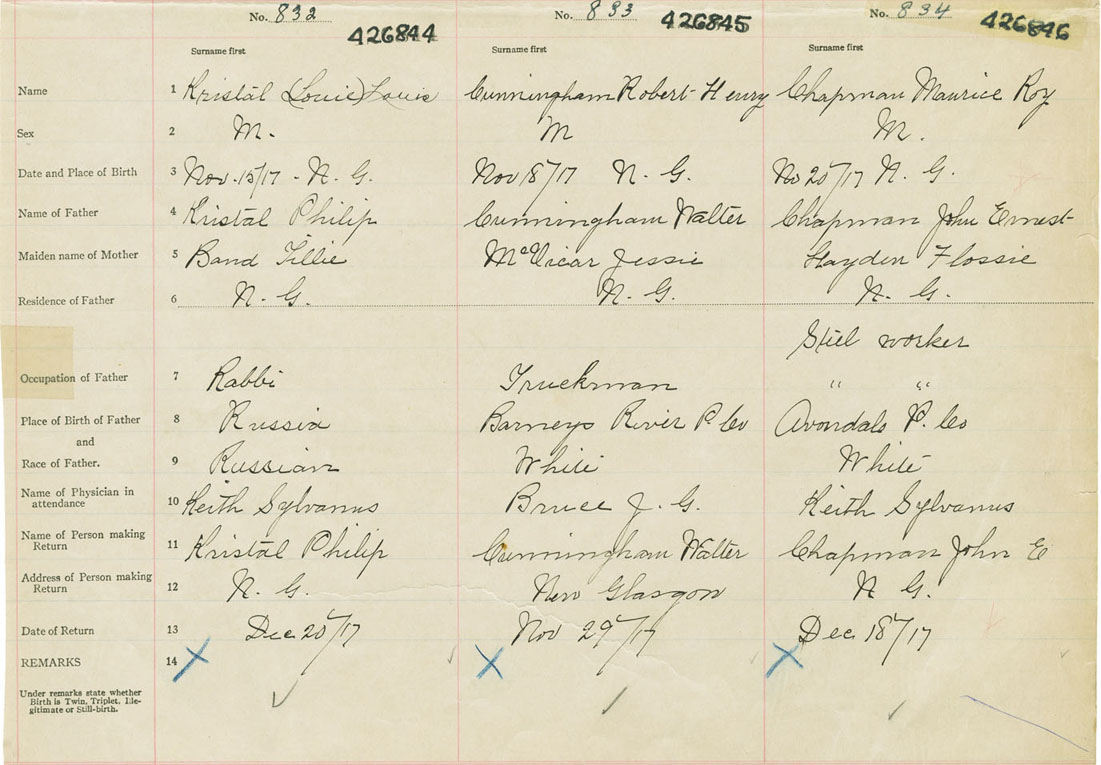 No. 832 No. 833 No. 834
426844 426845 426846
Surname first Surname first Surname first
Name 1 Kristal (Louie) Louis Cunningham Robert Henry Chapman Maurice Roy
Sex 2 M. M M.
Date and Place of Birth 3 Nov. 15/17 - N. G. Nov 18/17 N. G. No 25/17 N. G.
Name of Father 4 Kristal Philip Cunningham Walter Chapman John Ernest
Maiden name of Mother 5 Band Tillie McVicar Jessie Hayden Flossie
Residence of Father 6 N. G. N. G. N. G.
Steel worker
Occupation of Father 7 Rabbi Truckman " "
Place of Birth of Father 8 Russia Barneys River P. Co Avondale P. Co
and
Race of Father. 9 Russian White White
Name of Physician in
attendance 10 Keith Sylvanus Bruce J. G. Keith Sylvanus
Name of Person making
Return 11 Kristal Philip Cunningham Walter Chapman John E
Address of Person making
Return 12 N. G. New Glasgow N. G.
Date of Return 13 Dec 20/17 Nov 29/17 Dec 18/17
REMARKS 14
Under remarks state whether
Birth is Twin, Triplet, Ille-
gitimate or Still-birth.